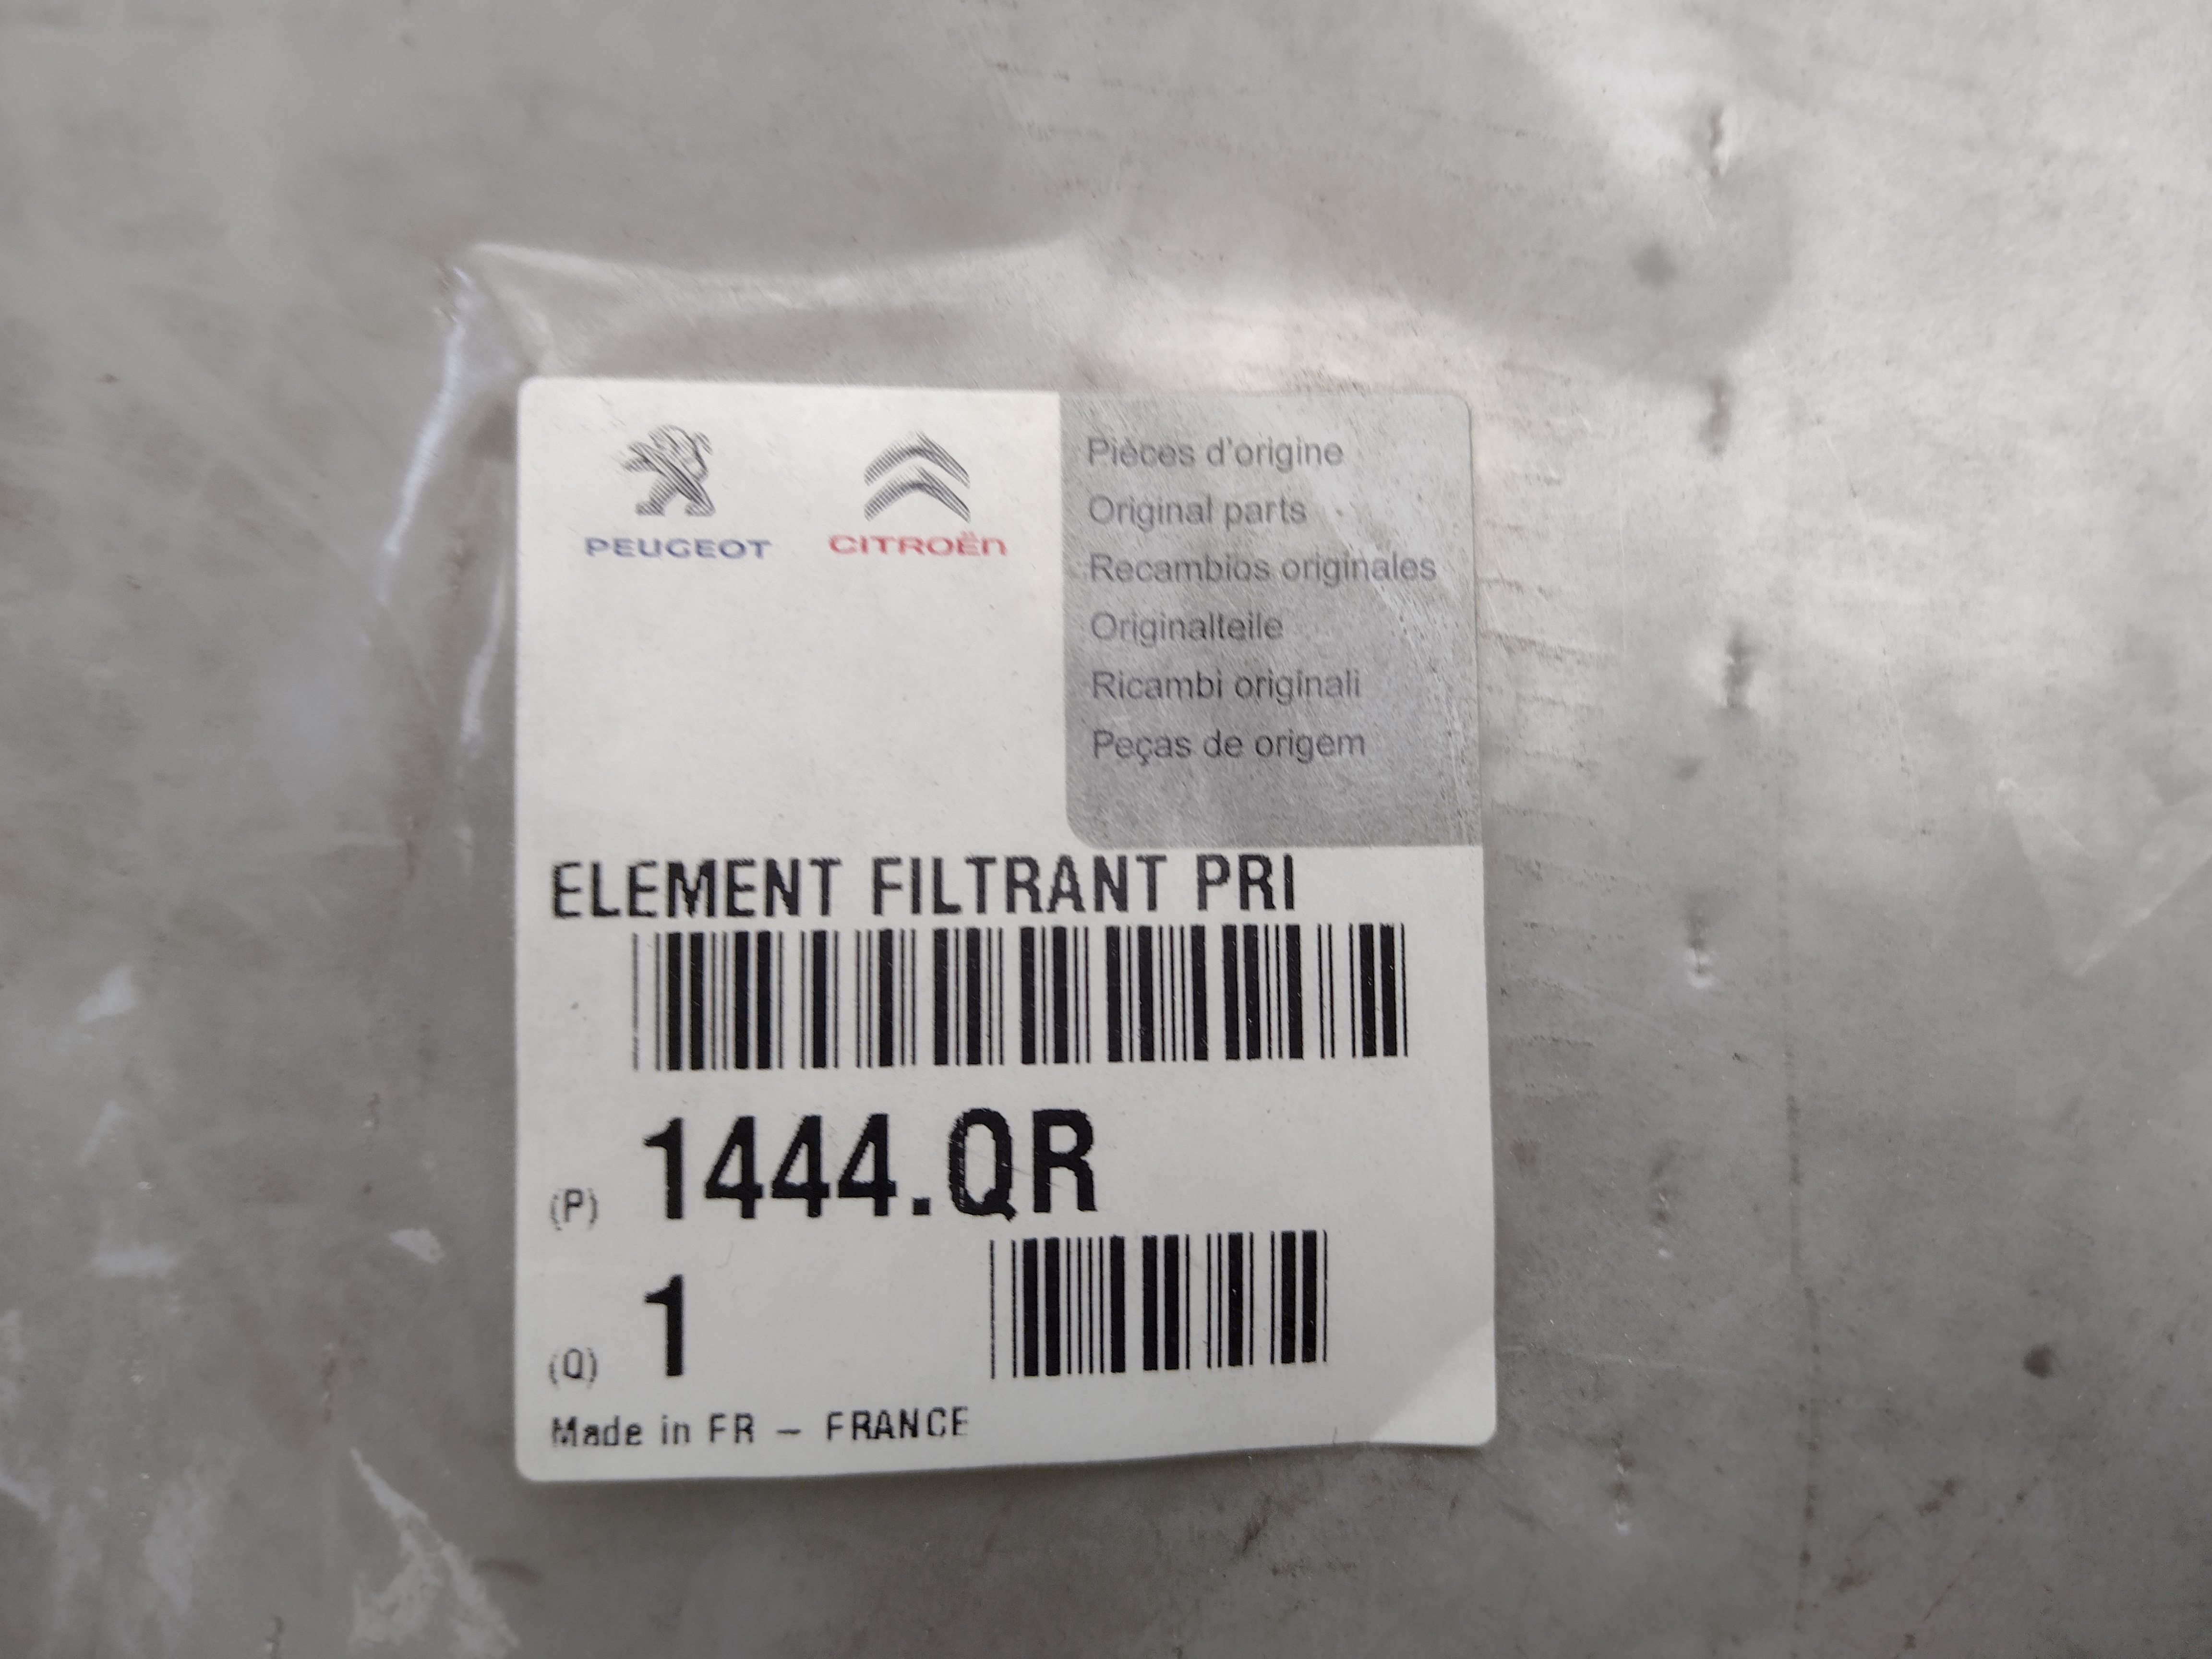 PEUGEOT CITROËN
Pièces d'origine
Original parts
Recambios originales
Originalteile
Ricambi originali
Peças de origem
ELEMENT FILTRANT PRI
(P) 1444.QR
(Q) 1
Made in FR - FRANCE